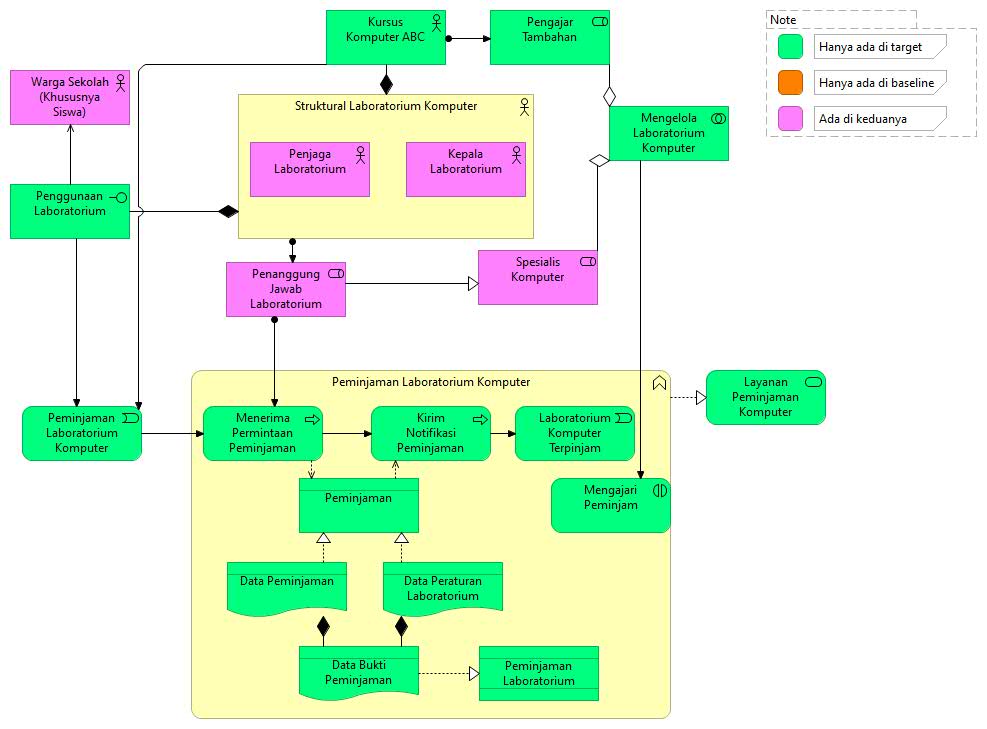 Kursus
Komputer ABC
Pengajar
Tambahan
Note
Hanya ada di target
Hanya ada di baseline
Ada di keduanya
Warga Sekolah
(Khususnya
Siswa)
Struktural Laboratorium Komputer
Mengelola
Laboratorium
Komputer
Penjaga
Laboratorium
Kepala
Laboratorium
Penggunaan
Laboratorium
Penanggung
Jawab
Laboratorium
Spesialis
Komputer
Peminjaman Laboratorium Komputer
Layanan
Peminjaman
Komputer
Peminjaman
Laboratorium
Komputer
Menerima
Permintaan
Peminjaman
Kirim
Notifikasi
Peminjaman
Laboratorium
Komputer
Terpinjam
Peminjaman
Mengajari
Peminjam
Data Peminjaman
Data Peraturan
Laboratorium
Data Bukti
Peminjaman
Peminjaman
Laboratorium